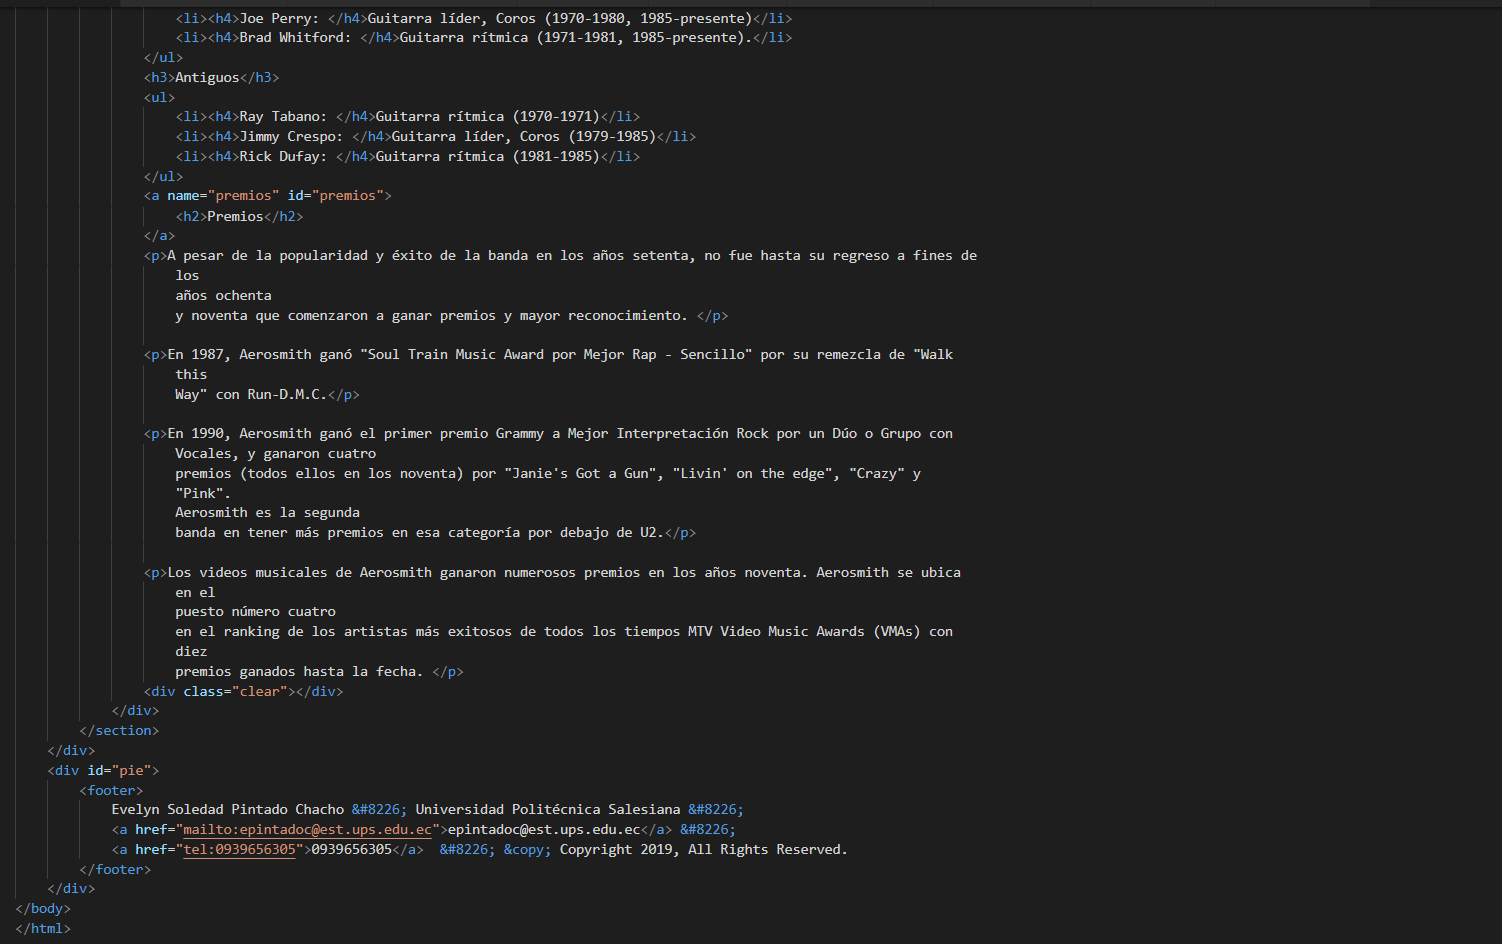 <li><h4>Joe Perry: </h4>Guitarra líder, Coros (1970-1980, 1985-presente)</li>
<li><h4>Brad Whitford: </h4>Guitarra rítmica (1971-1981, 1985-presente).</li>
</ul>
<h3>Antiguos</h3>
<ul>
<li><h4>Ray Tabano: </h4>Guitarra rítmica (1970-1971)</li>
<li><h4>Jimmy Crespo: </h4>Guitarra líder, Coros (1979-1985)</li>
<li><h4>Rick Dufay: </h4>Guitarra rítmica (1981-1985)</li>
</ul>
<a name="premios" id="premios">
<h2>Premios</h2>
</a>
<p>A pesar de la popularidad y éxito de la banda en los años setenta, no fue hasta su regreso a fines de
los
años ochenta
y noventa que comenzaron a ganar premios y mayor reconocimiento. </p>
<p>En 1987, Aerosmith ganó "Soul Train Music Award por Mejor Rap - Sencillo" por su remezcla de "Walk
this
Way" con Run-D.M.C.</p>
<p>En 1990, Aerosmith ganó el primer premio Grammy a Mejor Interpretación Rock por un Dúo o Grupo con
Vocales, y ganaron cuatro
premios (todos ellos en los noventa) por "Janie's Got a Gun", "Livin' on the edge", "Crazy" y
"Pink".
Aerosmith es la segunda
banda en tener más premios en esa categoría por debajo de U2.</p>
<p>Los videos musicales de Aerosmith ganaron numerosos premios en los años noventa. Aerosmith se ubica
en el
puesto número cuatro
en el ranking de los artistas más exitosos de todos los tiempos MTV Video Music Awards (VMAs) con
diez
premios ganados hasta la fecha. </p>
<div class="clear"></div>
</div>
</section>
</div>
<div id="pie">
<footer>
Evelyn Soledad Pintado Chacho &#8226; Universidad Politécnica Salesiana &#8226;
<a href="mailto:epintadoc@est.ups.edu.ec">epintadoc@est.ups.edu.ec</a> &#8226;
<a href="tel:0939656305">0939656305</a>  &#8226; &copy; Copyright 2019, All Rights Reserved.
</footer>
</div>
</body>
</html>